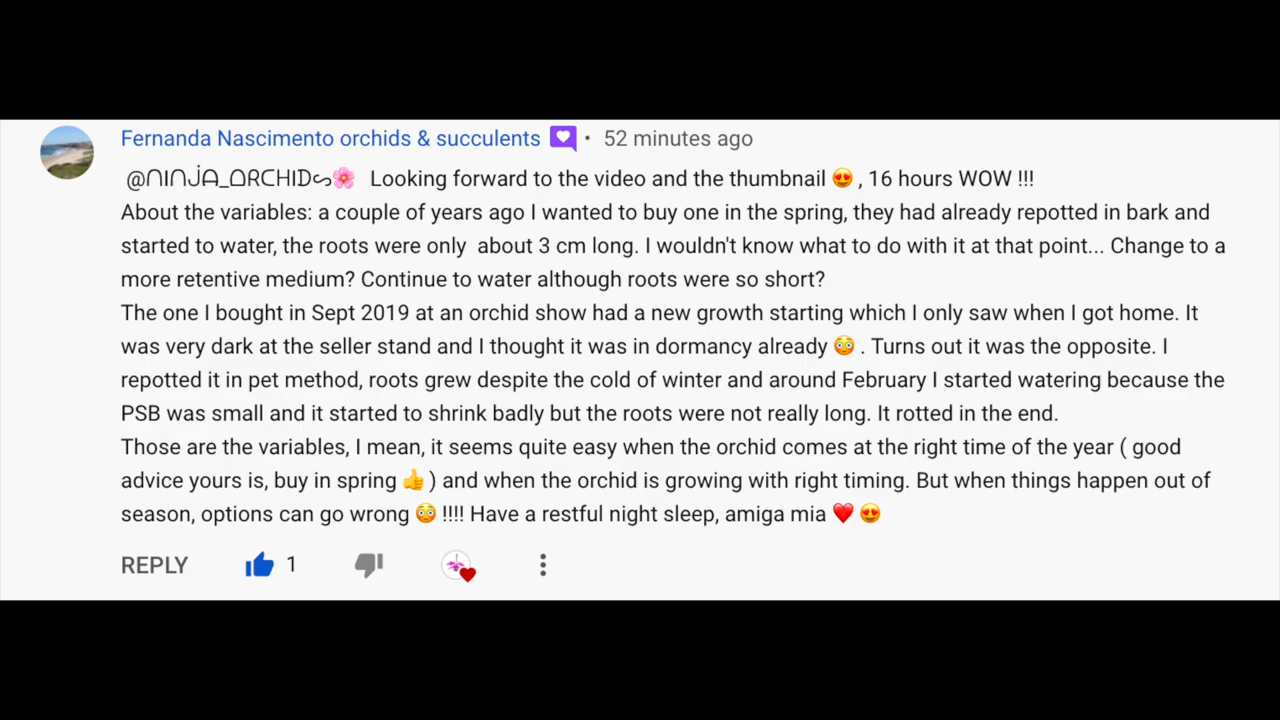 Fernanda Nascimento orchids & succulents • 52 minutes ago
@ᑎIᑎᒍᗩ_ᗝᖇᑕᕼIᗪᔕ🌸 Looking forward to the video and the thumbnail 😍 , 16 hours WOW !!!
About the variables: a couple of years ago I wanted to buy one in the spring, they had already repotted in bark and
started to water, the roots were only about 3 cm long. I wouldn't know what to do with it at that point... Change to a
more retentive medium? Continue to water although roots were so short?
The one I bought in Sept 2019 at an orchid show had a new growth starting which I only saw when I got home. It
was very dark at the seller stand and I thought it was in dormancy already 😳 . Turns out it was the opposite. I
repotted it in pet method, roots grew despite the cold of winter and around February I started watering because the
PSB was small and it started to shrink badly but the roots were not really long. It rotted in the end.
Those are the variables, I mean, it seems quite easy when the orchid comes at the right time of the year ( good
advice yours is, buy in spring 👍 ) and when the orchid is growing with right timing. But when things happen out of
season, options can go wrong 😳 !!!! Have a restful night sleep, amiga mia ❤️ 😍
REPLY 1